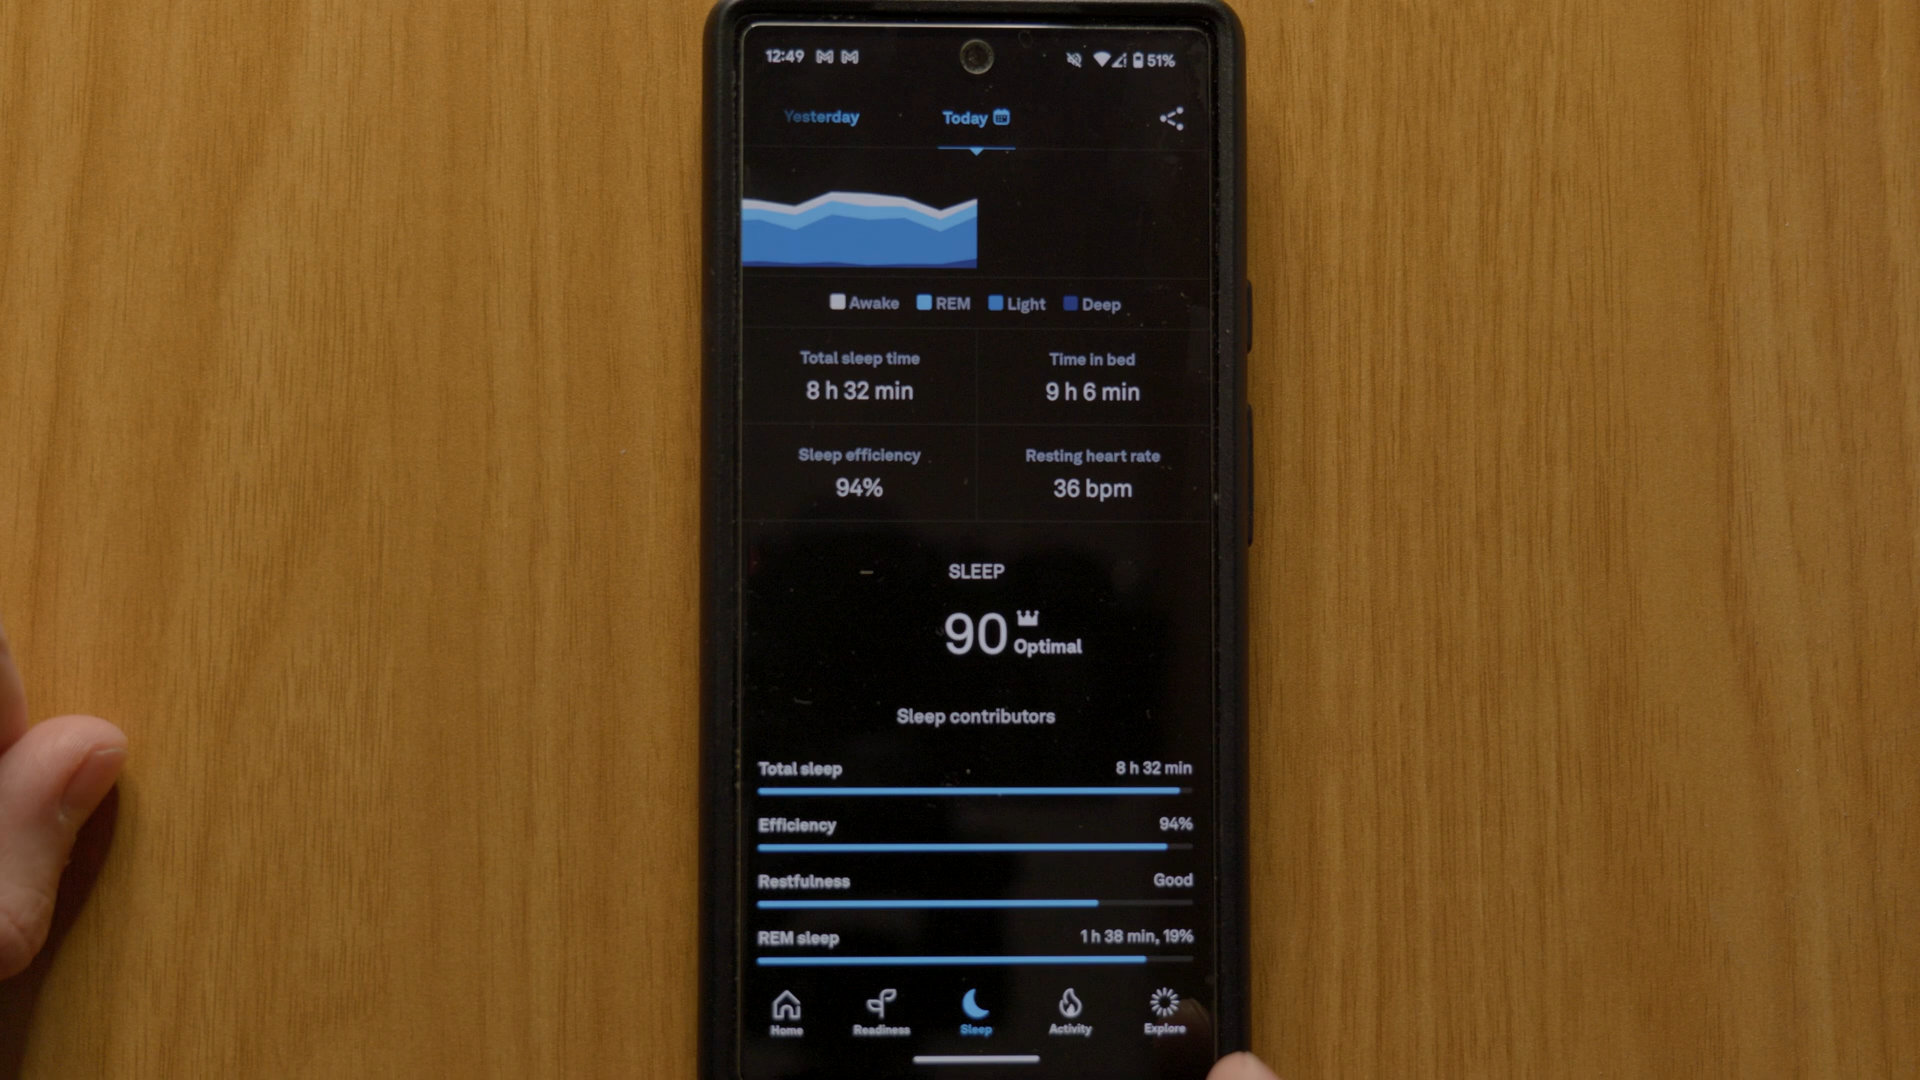 12:49 51%
Yesterday Today
Awake REM Light Deep
Total sleep time Time in bed
8 h 32 min 9 h 6 min
Sleep efficiency Resting heart rate
94% 36 bpm
SLEEP
90 Optimal
Sleep contributors
Total sleep 8 h 32 min
Efficiency 94%
Restfulness Good
REM sleep 1 h 38 min, 19%
Home Readiness Sleep Activity Explore